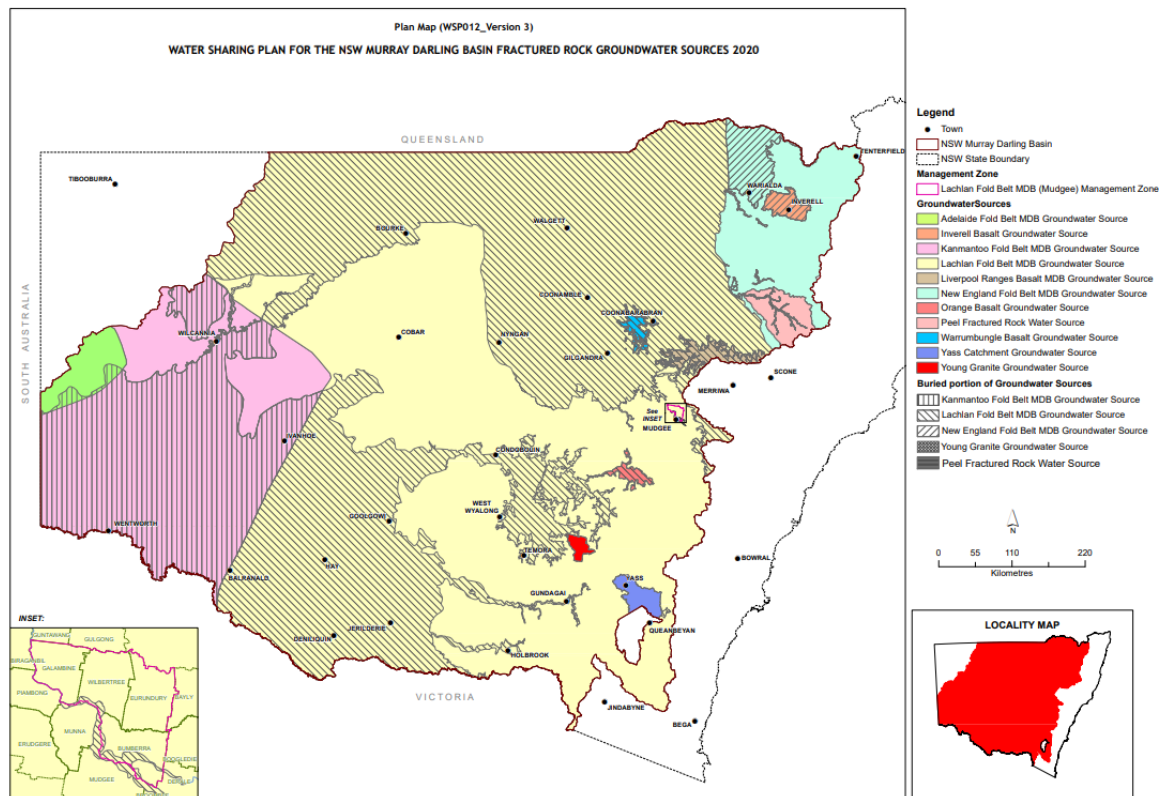 Plan Map (WSP012_Version 3)
WATER SHARING PLAN FOR THE NSW MURRAY DARLING BASIN FRACTURED ROCK GROUNDWATER SOURCES 2020
QUEENSLAND
TIBOOBURRA
TENTERFIELD
WARIALDA
INVERELL
BOURKE
WALGETT
SOUTH AUSTRALIA
COONAMBLE
COONABARABRAN
WILCANNIA
COBAR
NYNGAN
GILGANDRA
SCONE
MERRIWA
See
INSET
MUDGEE
IVANHOE
CONDOBOLIN
WEST
WYALONG
GOOLGOWI
WENTWORTH
TEMORA
BOWRAL
HAY
BALRANALD
YASS
GUNDAGAI
JERILDERIE
QUEANBEYAN
DENILIQUIN
HOLBROOK
VICTORIA
JINDABYNE
BEGA
Legend
Town
NSW Murray Darling Basin
NSW State Boundary
Management Zone
Lachlan Fold Belt MDB (Mudgee) Management Zone
GroundwaterSources
Adelaide Fold Belt MDB Groundwater Source
Inverell Basalt Groundwater Source
Kanmantoo Fold Belt MDB Groundwater Source
Lachlan Fold Belt MDB Groundwater Source
Liverpool Ranges Basalt MDB Groundwater Source
New England Fold Belt MDB Groundwater Source
Orange Basalt Groundwater Source
Peel Fractured Rock Water Source
Warrumbungle Basalt Groundwater Source
Yass Catchment Groundwater Source
Young Granite Groundwater Source
Buried portion of Groundwater Sources
Kanmantoo Fold Belt MDB Groundwater Source
Lachlan Fold Belt MDB Groundwater Source
New England Fold Belt MDB Groundwater Source
Young Granite Groundwater Source
Peel Fractured Rock Water Source
N
0 55 110 220
Kilometres
LOCALITY MAP
INSET:
GUNTAWANG
GULGONG
BIRAGANBIL
GALAMBINE
WILBERTREE
PIAMBONG
EURUNDURY
BAYLY
MUNNA
ERUDGERE
BUMBERRA
MUDGEE